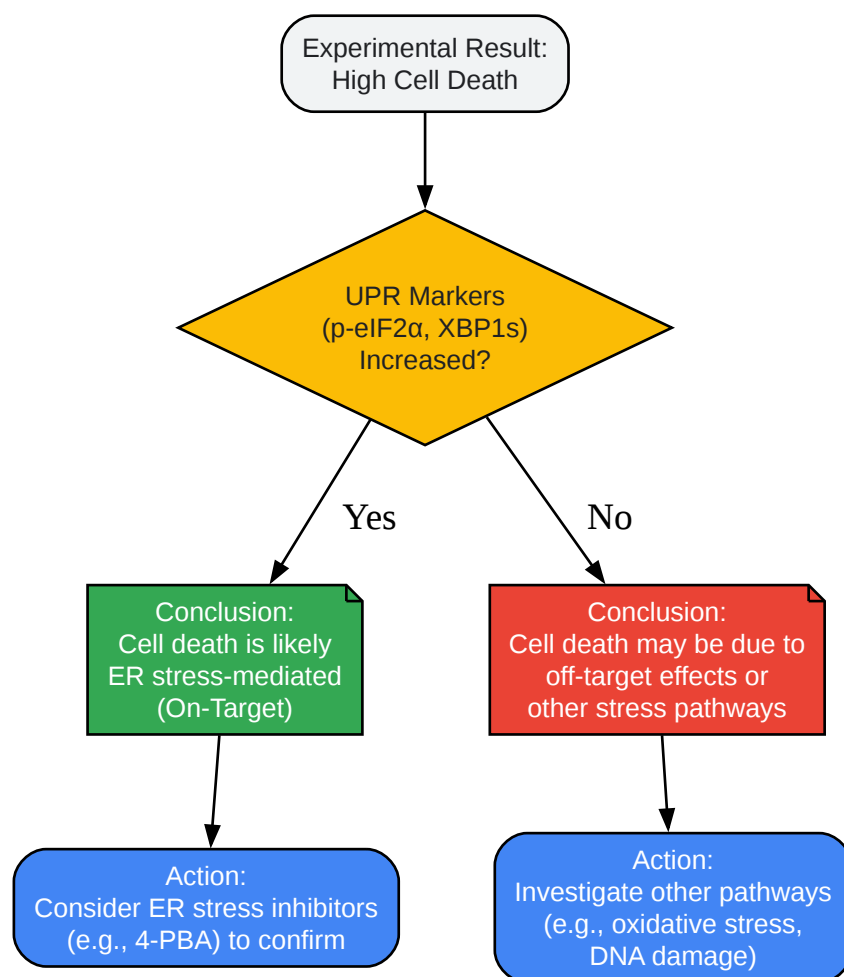 Experimental Result:
High Cell Death
UPR Markers
(p-eIF2α, XBP1s)
Increased?
Yes
No
Conclusion:
Cell death is likely
ER stress-mediated
(On-Target)
Conclusion:
Cell death may be due to
off-target effects or
other stress pathways
Action:
Consider ER stress inhibitors
(e.g., 4-PBA) to confirm
Action:
Investigate other pathways
(e.g., oxidative stress,
DNA damage)